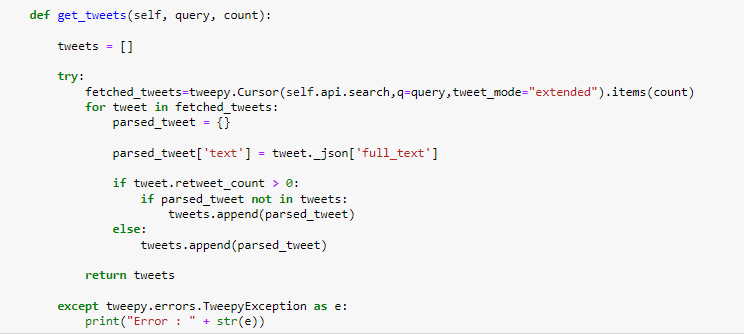 def get_tweets(self, query, count):
tweets = []
try:
fetched_tweets=tweepy.Cursor(self.api.search,q=query,tweet_mode="extended").items(count)
for tweet in fetched_tweets:
parsed_tweet = {}
parsed_tweet['text'] = tweet._json['full_text']
if tweet.retweet_count > 0:
if parsed_tweet not in tweets:
tweets.append(parsed_tweet)
else:
tweets.append(parsed_tweet)
return tweets
except tweepy.errors.TweepyException as e:
print("Error : " + str(e))